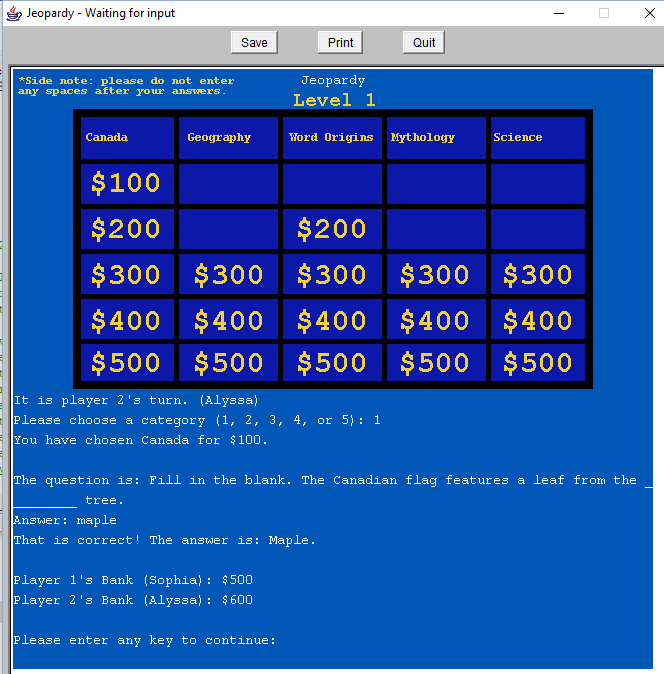 Jeopardy - Waiting for input
Save Print Quit
*Side note: please do not enter
any spaces after your answers.
Jeopardy
Level 1
Canada Geography Word Origins Mythology Science
$100
$200 $200
$300 $300 $300 $300 $300
$400 $400 $400 $400 $400
$500 $500 $500 $500 $500
It is player 2's turn. (Alyssa)
Please choose a category (1, 2, 3, 4, or 5): 1
You have chosen Canada for $100.
The question is: Fill in the blank. The Canadian flag features a leaf from the _
________ tree.
Answer: maple
That is correct! The answer is: Maple.
Player 1's Bank (Sophia): $500
Player 2's Bank (Alyssa): $600
Please enter any key to continue: